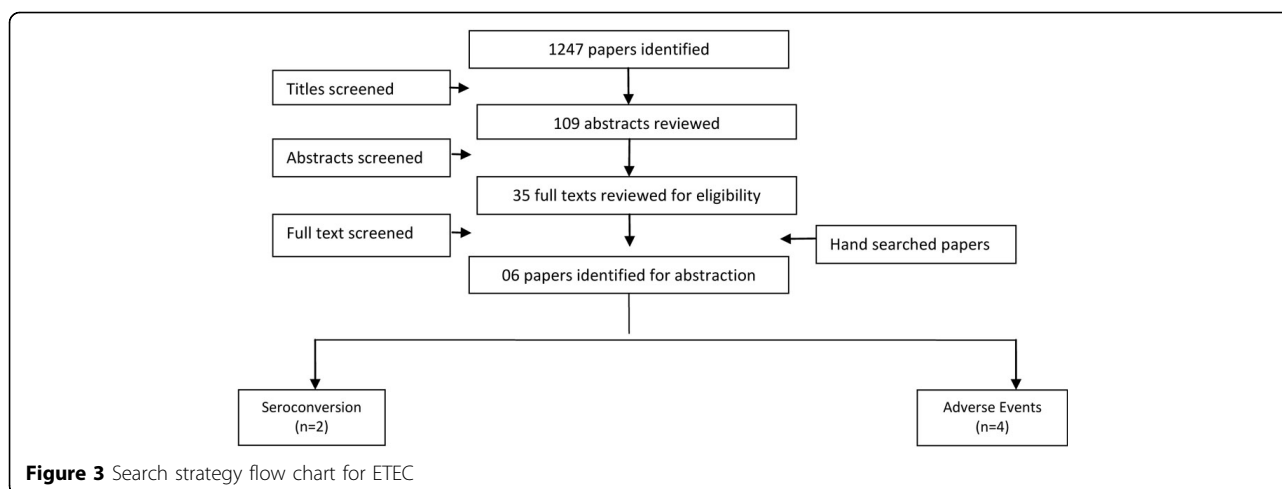 1247 papers identified
Titles screened
109 abstracts reviewed
Abstracts screened
35 full texts reviewed for eligibility
Full text screened
Hand searched papers
06 papers identified for abstraction
Seroconversion
(n=2)
Adverse Events
(n=4)
Figure 3 Search strategy flow chart for ETEC